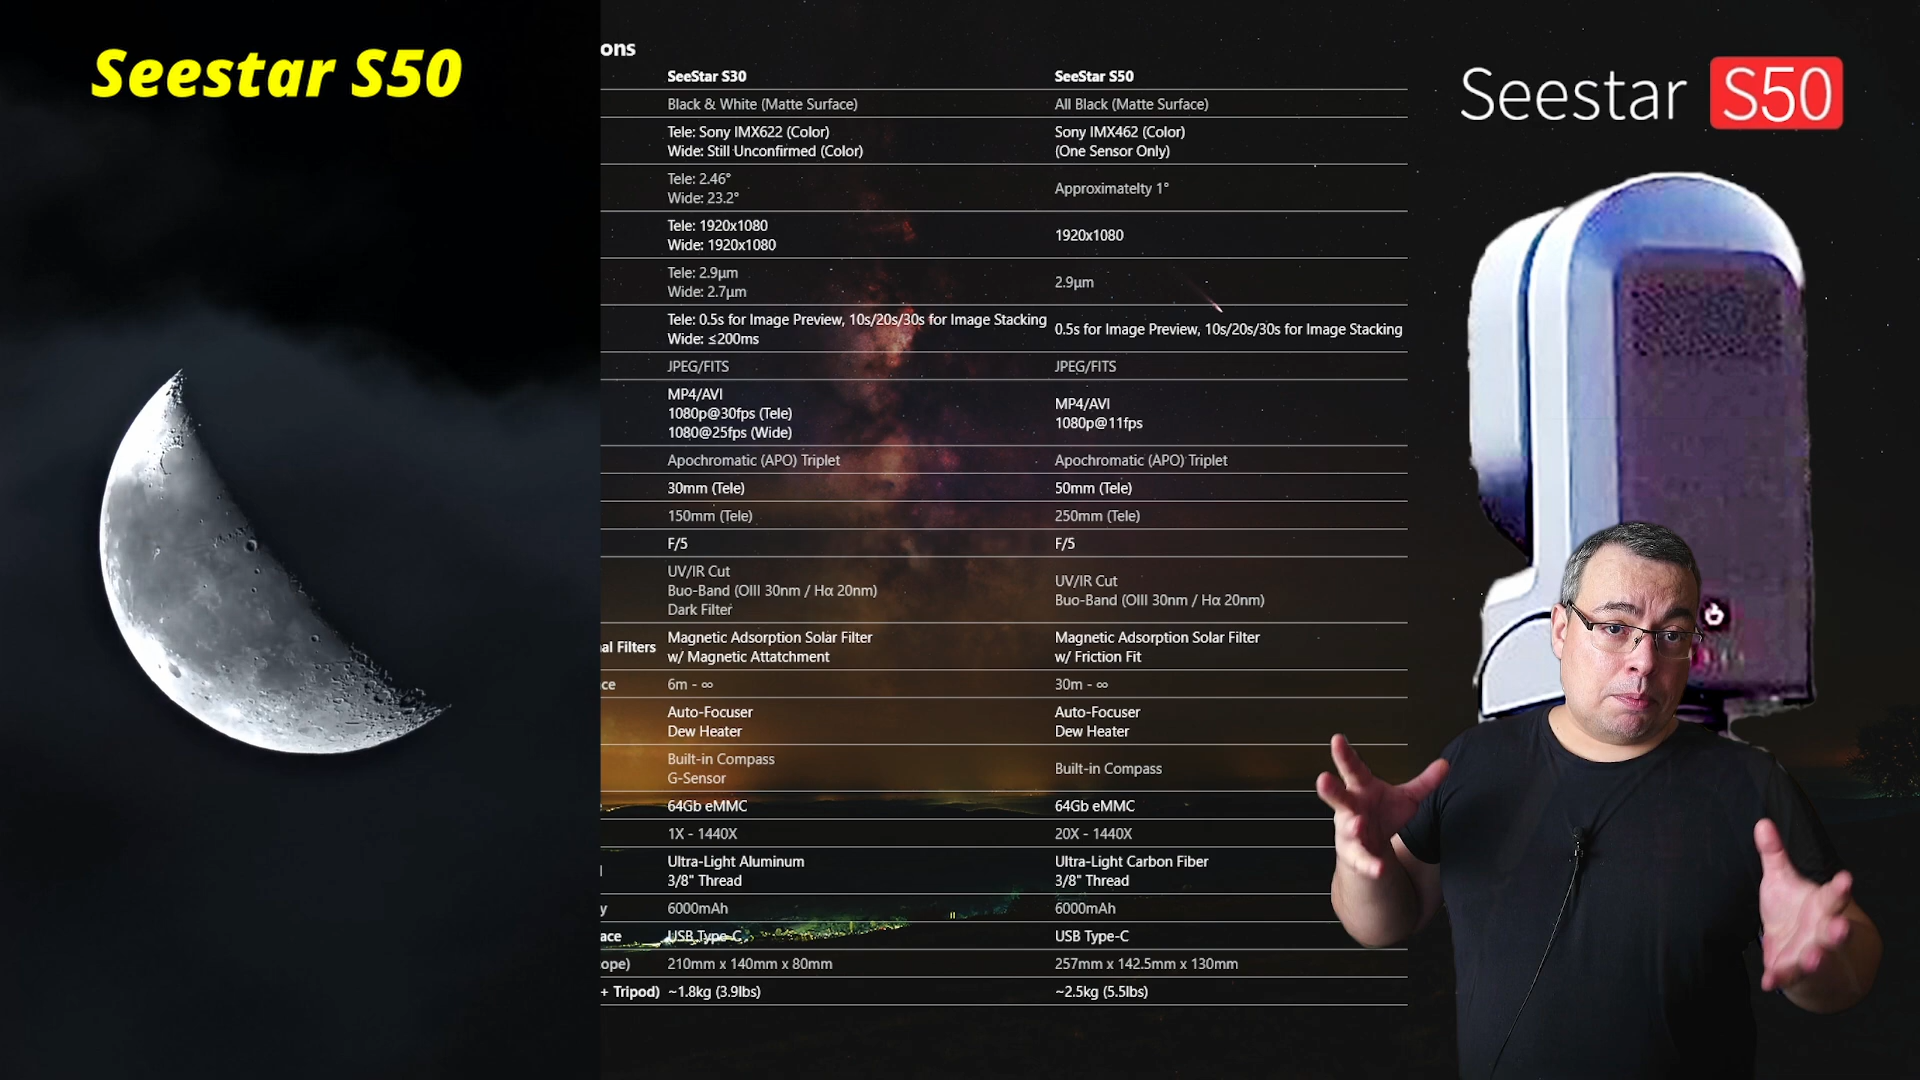 Seestar S50
ons
SeeStar S30 SeeStar S50
Black & White (Matte Surface) All Black (Matte Surface)
Tele: Sony IMX622 (Color) Sony IMX462 (Color)
Wide: Still Unconfirmed (Color) (One Sensor Only)
Tele: 2.46°
Wide: 23.2°
Approximatelty 1°
Tele: 1920x1080
Wide: 1920x1080
1920x1080
Tele: 2.9µm
Wide: 2.7µm
2.9µm
Tele: 0.5s for Image Preview, 10s/20s/30s for Image Stacking
Wide: ≤200ms
0.5s for Image Preview, 10s/20s/30s for Image Stacking
JPEG/FITS JPEG/FITS
MP4/AVI
1080p@30fps (Tele)
1080@25fps (Wide)
MP4/AVI
1080p@11fps
Apochromatic (APO) Triplet Apochromatic (APO) Triplet
30mm (Tele) 50mm (Tele)
150mm (Tele) 250mm (Tele)
F/5 F/5
UV/IR Cut
Buo-Band (OIII 30nm / Hα 20nm)
Dark Filter
UV/IR Cut
Buo-Band (OIII 30nm / Hα 20nm)
al Filters
Magnetic Adsorption Solar Filter
w/ Magnetic Attatchment
Magnetic Adsorption Solar Filter
w/ Friction Fit
ce 6m - ∞ 30m - ∞
Auto-Focuser Auto-Focuser
Dew Heater Dew Heater
Built-in Compass
G-Sensor
Built-in Compass
64Gb eMMC 64Gb eMMC
1X - 1440X 20X - 1440X
Ultra-Light Aluminum Ultra-Light Carbon Fiber
3/8" Thread 3/8" Thread
y 6000mAh 6000mAh
ace USB Type-C USB Type-C
ope) 210mm x 140mm x 80mm 257mm x 142.5mm x 130mm
+ Tripod) ~1.8kg (3.9lbs) ~2.5kg (5.5lbs)
Seestar S50